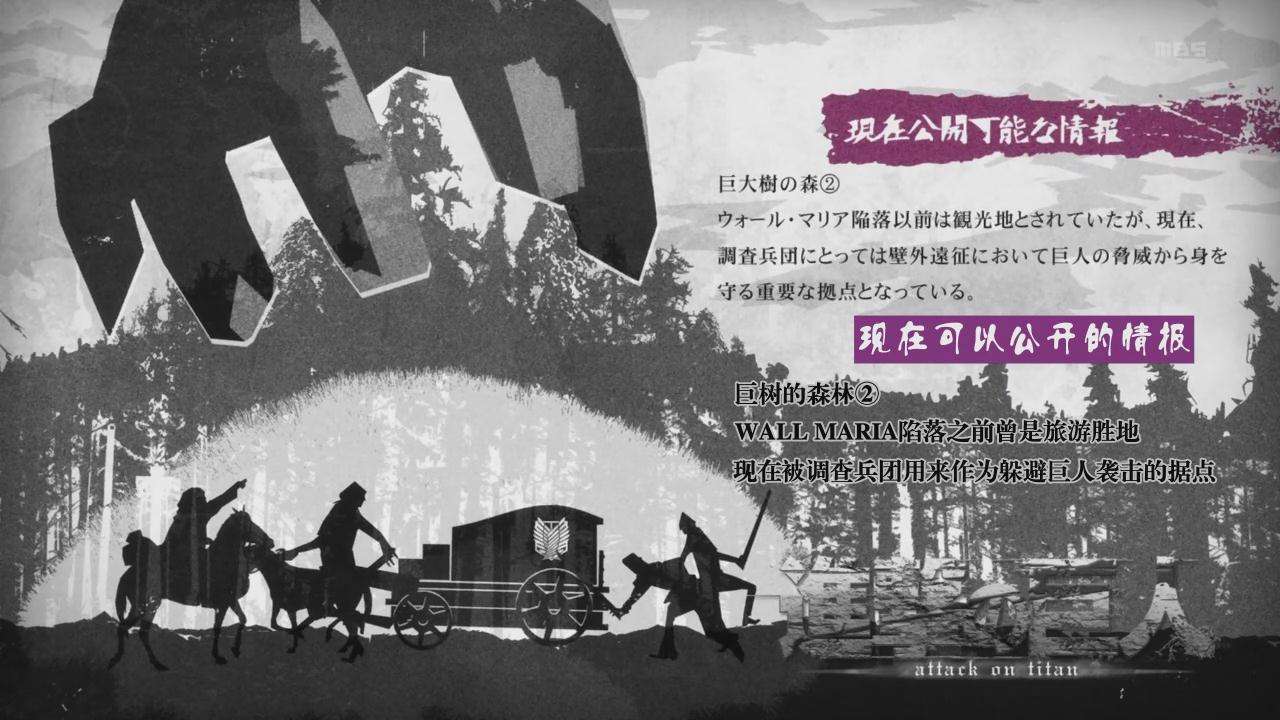 MBS
現在公開可能な情報
巨大樹の森②
ウォール・マリア陥落以前は観光地とされていたが、現在、
調査兵団にとっては壁外遠征において巨人の脅威から身を
守る重要な拠点となっている。
现在可以公开的情报
巨树的森林②
WALL MARIA陷落之前曾是旅游胜地
现在被调查兵团用来作为躲避巨人袭击的据点
attack on titan